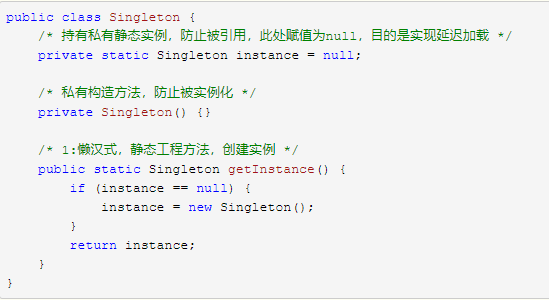 public class Singleton {
    /* 持有私有静态实例，防止被引用，此处赋值为null，目的是实现延迟加载 */
    private static Singleton instance = null;
    /* 私有构造方法，防止被实例化 */
    private Singleton() {}
    /* 1:懒汉式，静态工程方法，创建实例 */
    public static Singleton getInstance() {
        if (instance == null) {
            instance = new Singleton();
        }
        return instance;
    }
}